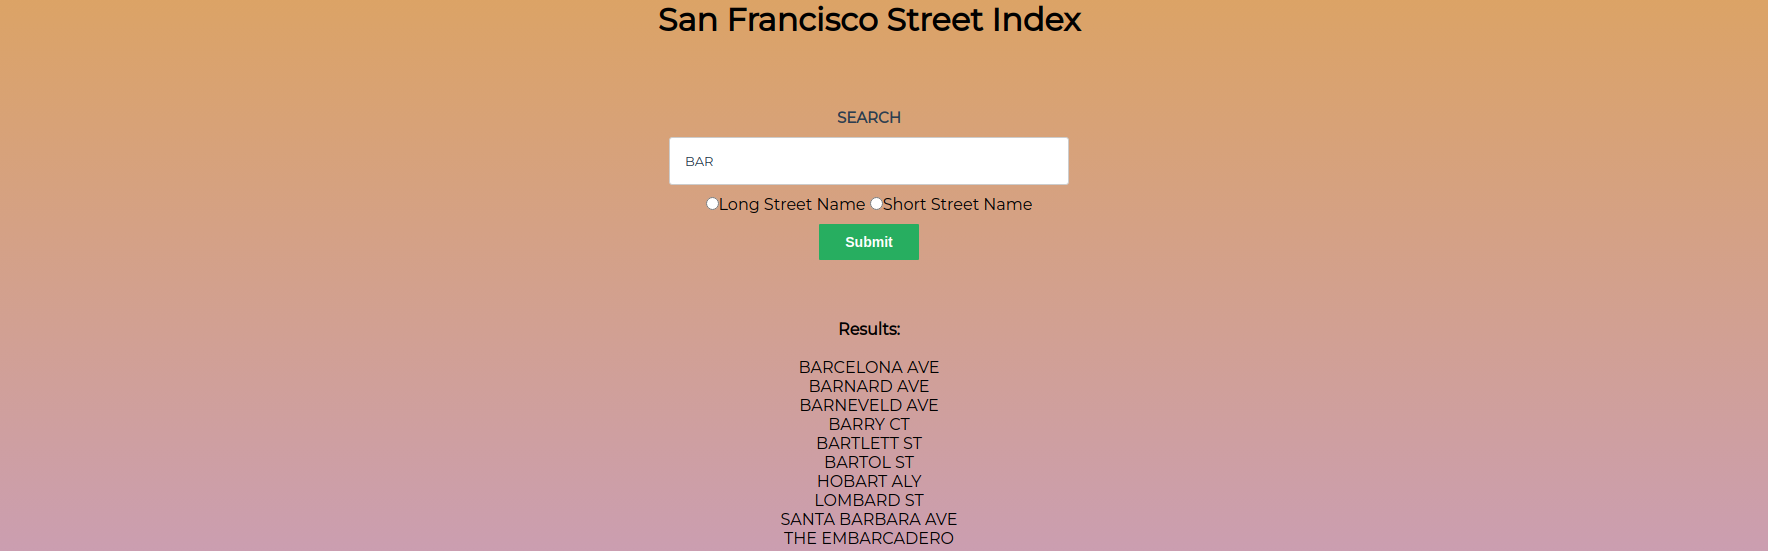 San Francisco Street Index
SEARCH
BAR
Long Street Name Short Street Name
Submit
Results:
BARCELONA AVE
BARNARD AVE
BARNEVELD AVE
BARRY CT
BARTLETT ST
BARTOL ST
HOBART ALY
LOMBARD ST
SANTA BARBARA AVE
THE EMBARCADERO